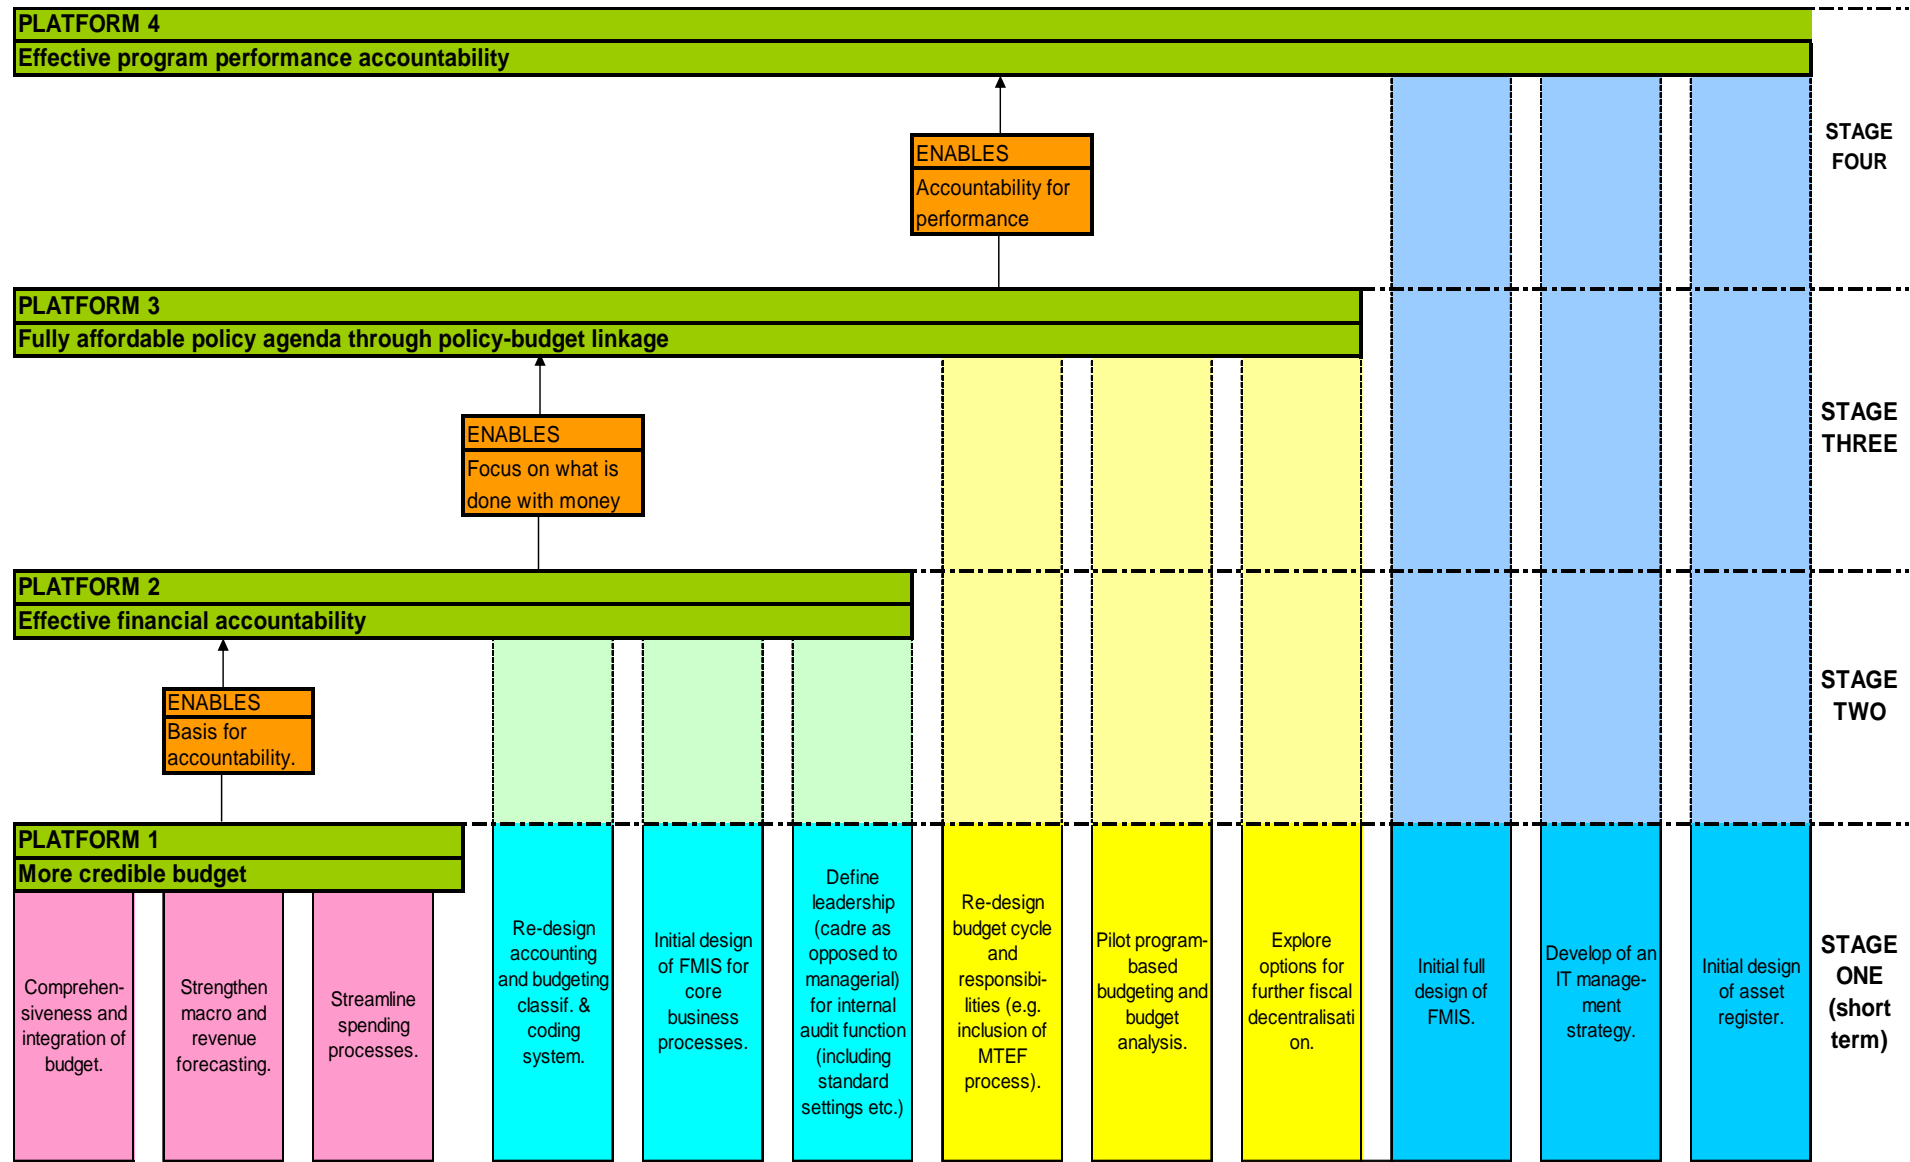 PLATFORM 4
Effective program performance accountability
STAGE
FOUR
ENABLES
Accountability for
performance
PLATFORM 3
Fully affordable policy agenda through policy-budget linkage
STAGE
THREE
ENABLES
Focus on what is
done with money
PLATFORM 2
Effective financial accountability
STAGE
TWO
ENABLES
Basis for
accountability.
PLATFORM 1
More credible budget
Comprehen-
siveness and
integration of
budget.
Strengthen
macro and
revenue
forecasting.
Streamline
spending
processes.
Re-design
accounting
and budgeting
classif. &
coding
system.
Initial design
of FMIS for
core
business
processes.
Define
leadership
(cadre as
opposed to
managerial)
for internal
audit function
(including
standard
settings etc.)
Re-design
budget cycle
and
responsibi-
lities (e.g.
inclusion of
MTEF
process).
Pilot program-
based
budgeting and
budget
analysis.
Explore
options for
further fiscal
decentralisati
on.
Initial full
design of
FMIS.
Develop of an
IT manage-
ment
strategy.
Initial design
of asset
register.
STAGE
ONE
(short
term)